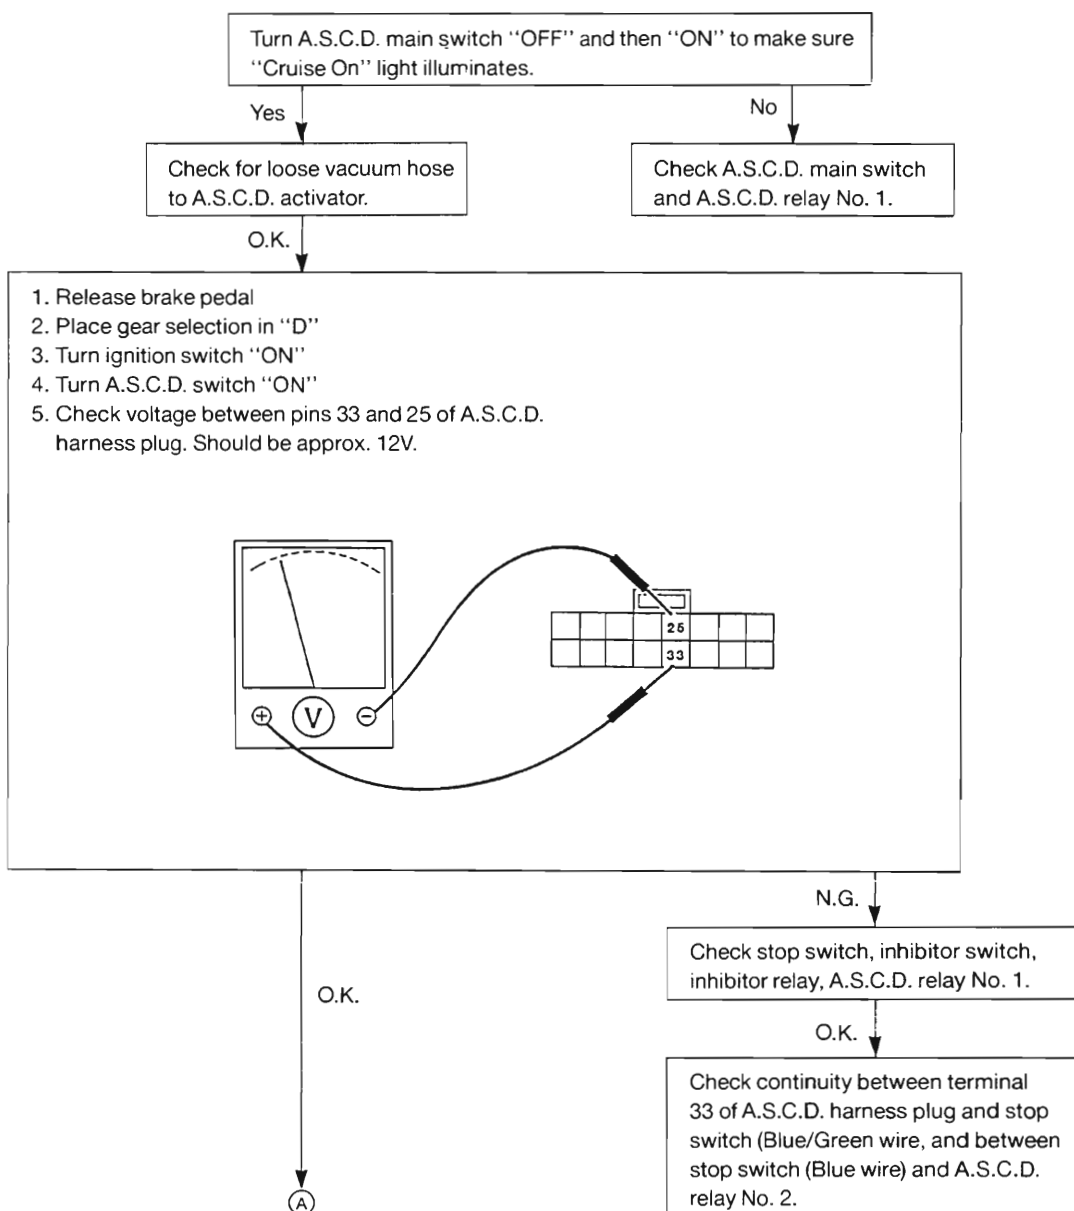 Turn A.S.C.D. main switch "OFF" and then "ON" to make sure
"Cruise On" light illuminates.
Yes
No
Check for loose vacuum hose
to A.S.C.D. activator.
Check A.S.C.D. main switch
and A.S.C.D. relay No. 1.
O.K.
1. Release brake pedal
2. Place gear selection in "D"
3. Turn ignition switch "ON"
4. Turn A.S.C.D. switch "ON"
5. Check voltage between pins 33 and 25 of A.S.C.D.
harness plug. Should be approx. 12V.
25
33
+ V −
N.G.
Check stop switch, inhibitor switch,
inhibitor relay, A.S.C.D. relay No. 1.
O.K.
O.K.
Check continuity between terminal
33 of A.S.C.D. harness plug and stop
switch (Blue/Green wire, and between
stop switch (Blue wire) and A.S.C.D.
relay No. 2.
A